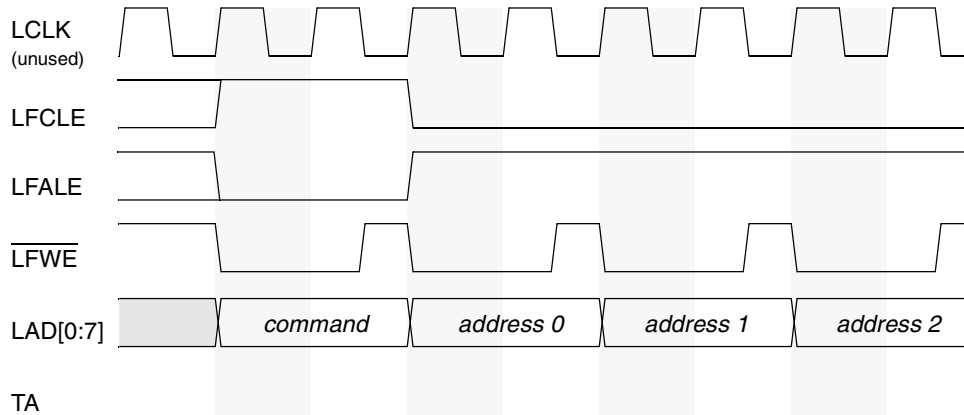 LCLK
(unused)
LFCLE
LFALE
LFWE
LAD[0:7] command address 0 address 1 address 2
TA